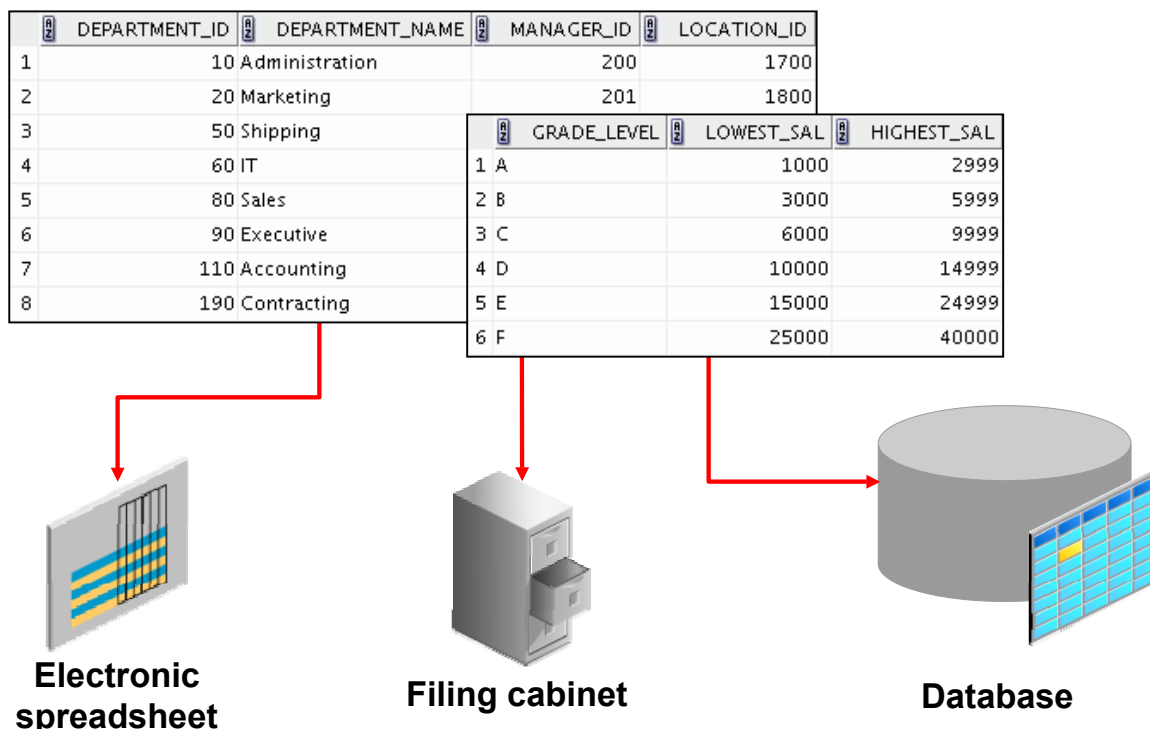 DEPARTMENT_ID DEPARTMENT_NAME MANAGER_ID LOCATION_ID
1 10 Administration 200 1700
2 20 Marketing 201 1800
3 50 Shipping
4 60 IT
5 80 Sales
6 90 Executive
7 110 Accounting
8 190 Contracting
GRADE_LEVEL LOWEST_SAL HIGHEST_SAL
1 A 1000 2999
2 B 3000 5999
3 C 6000 9999
4 D 10000 14999
5 E 15000 24999
6 F 25000 40000
Electronic
spreadsheet
Filing cabinet
Database